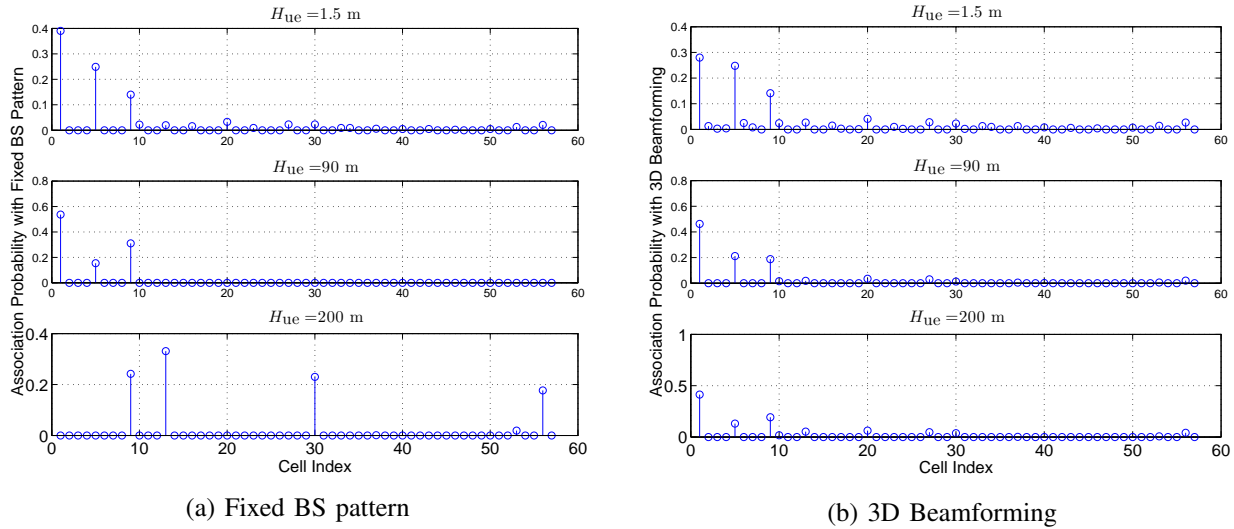 Association Probability with Fixed BS Pattern
H_ue =1.5 m
0.4
0.3
0.2
0.1
0
0 10 20 30 40 50 60
H_ue =90 m
0.8
0.6
0.4
0.2
0
0 10 20 30 40 50 60
H_ue =200 m
0.4
0.2
0
0 10 20 30 40 50 60
Cell Index
(a) Fixed BS pattern
Association Probability with 3D Beamforming
H_ue =1.5 m
0.4
0.3
0.2
0.1
0
0 10 20 30 40 50 60
H_ue =90 m
0.8
0.6
0.4
0.2
0
0 10 20 30 40 50 60
H_ue =200 m
1
0.5
0
0 10 20 30 40 50 60
Cell Index
(b) 3D Beamforming